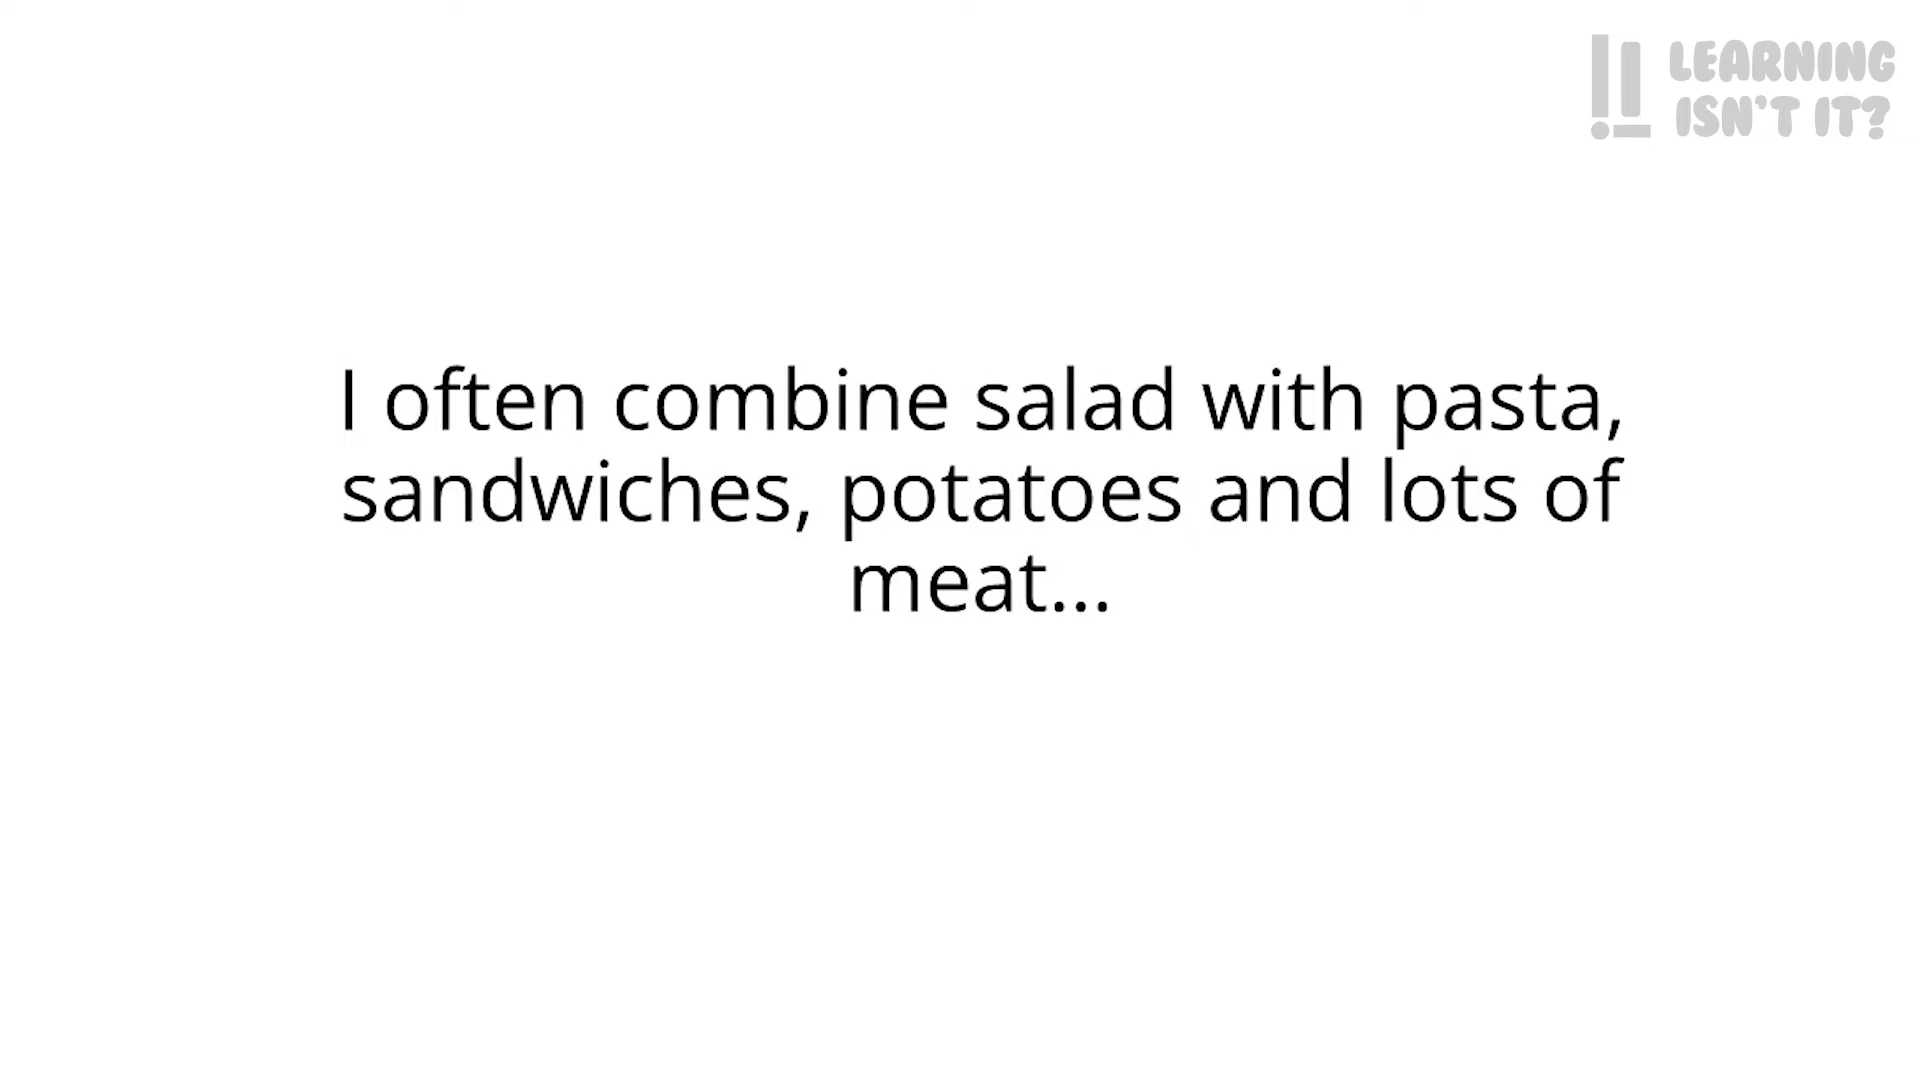 LEARNING
ISN'T IT?
I often combine salad with pasta,
sandwiches, potatoes and lots of
meat...